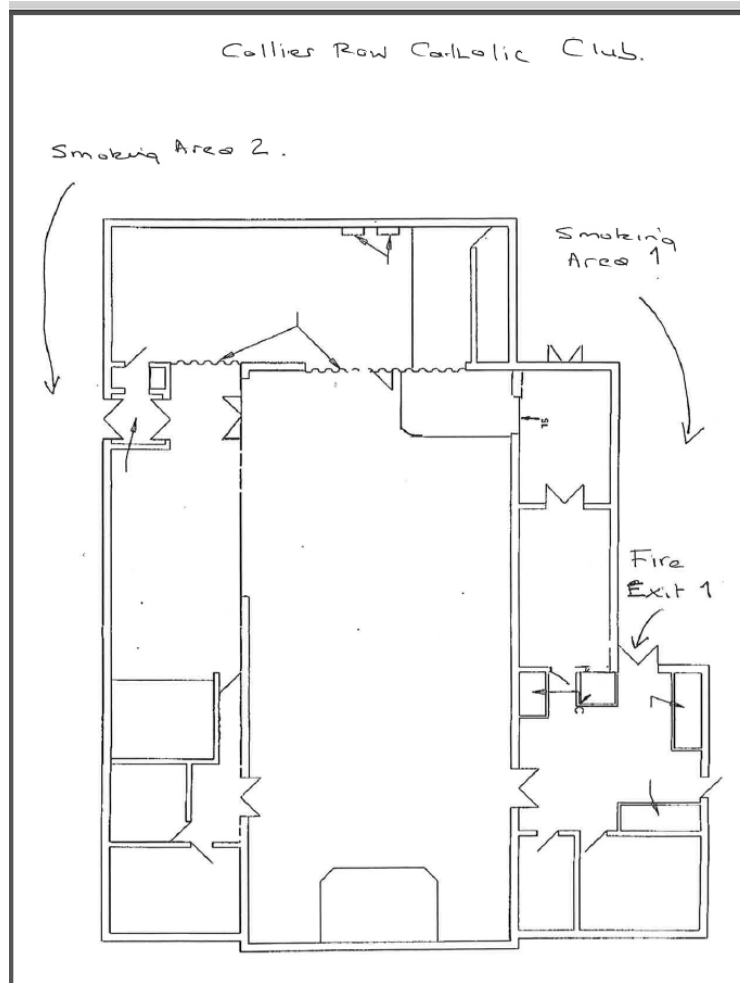 Collier Row Catholic Club.
Smoking Area 2.
Smoking
Area 1
Fire
Exit 1